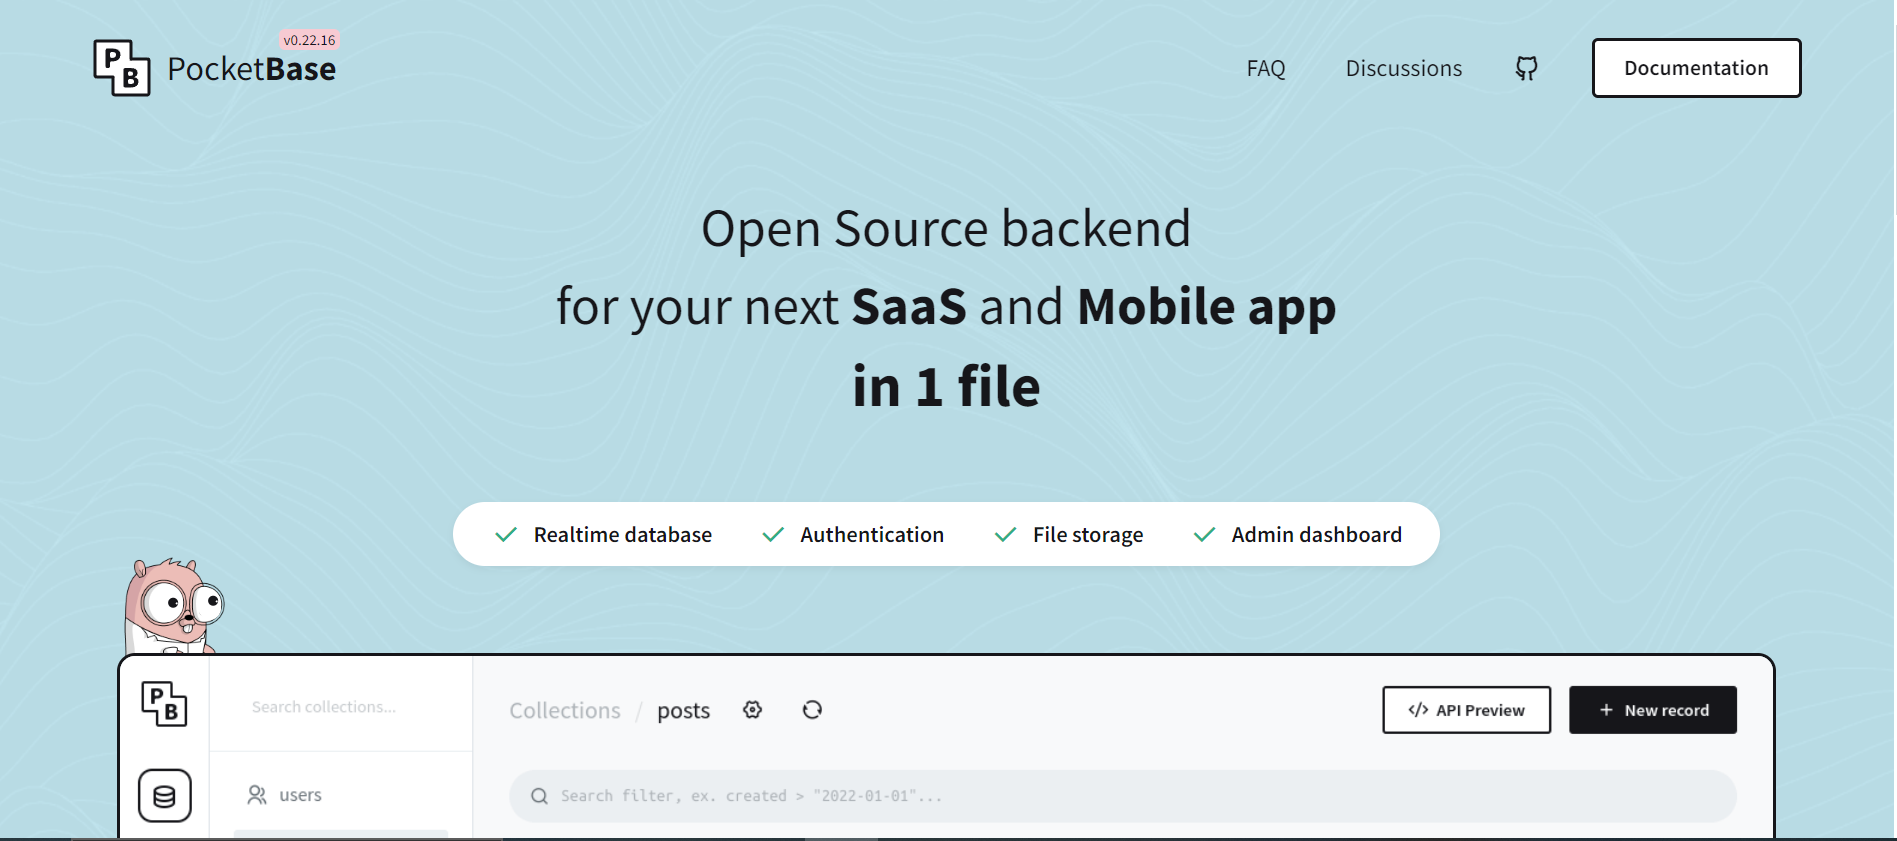 P
B
PocketBase
v0.22.16
FAQ
Discussions
Documentation
Open Source backend
for your next SaaS and Mobile app
in 1 file
Realtime database
Authentication
File storage
Admin dashboard
P
B
Search collections...
Collections / posts
</> API Preview
+ New record
users
Search filter, ex. created > "2022-01-01"...